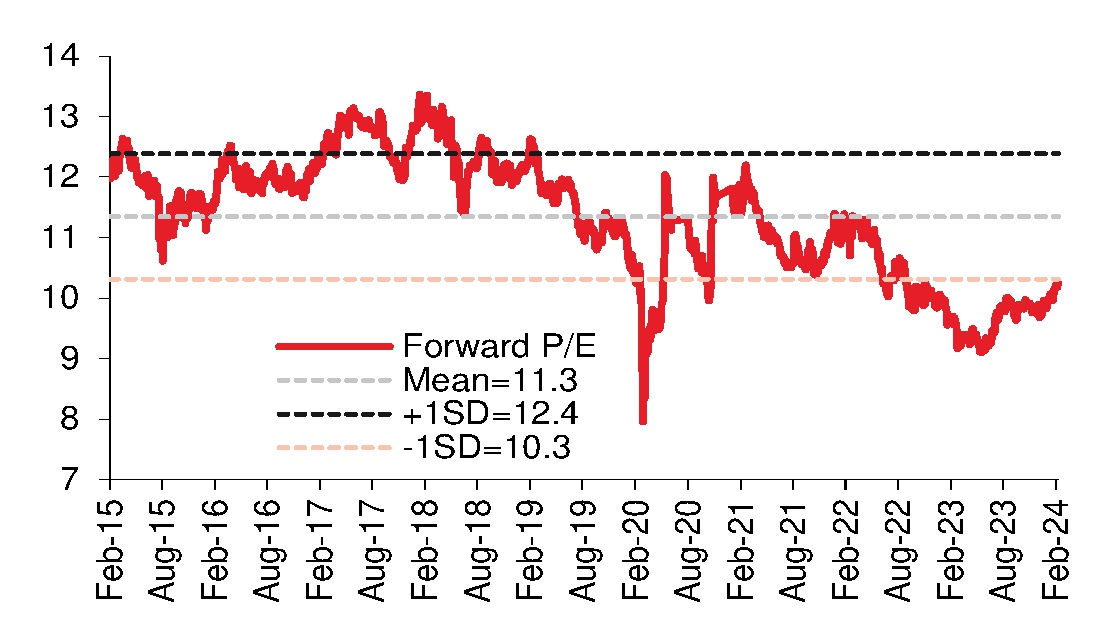 14
13
12
11
10
9
8
7
Forward P/E
Mean=11.3
+1SD=12.4
-1SD=10.3
Feb-15
Aug-15
Feb-16
Aug-16
Feb-17
Aug-17
Feb-18
Aug-18
Feb-19
Aug-19
Feb-20
Aug-20
Feb-21
Aug-21
Feb-22
Aug-22
Feb-23
Aug-23
Feb-24